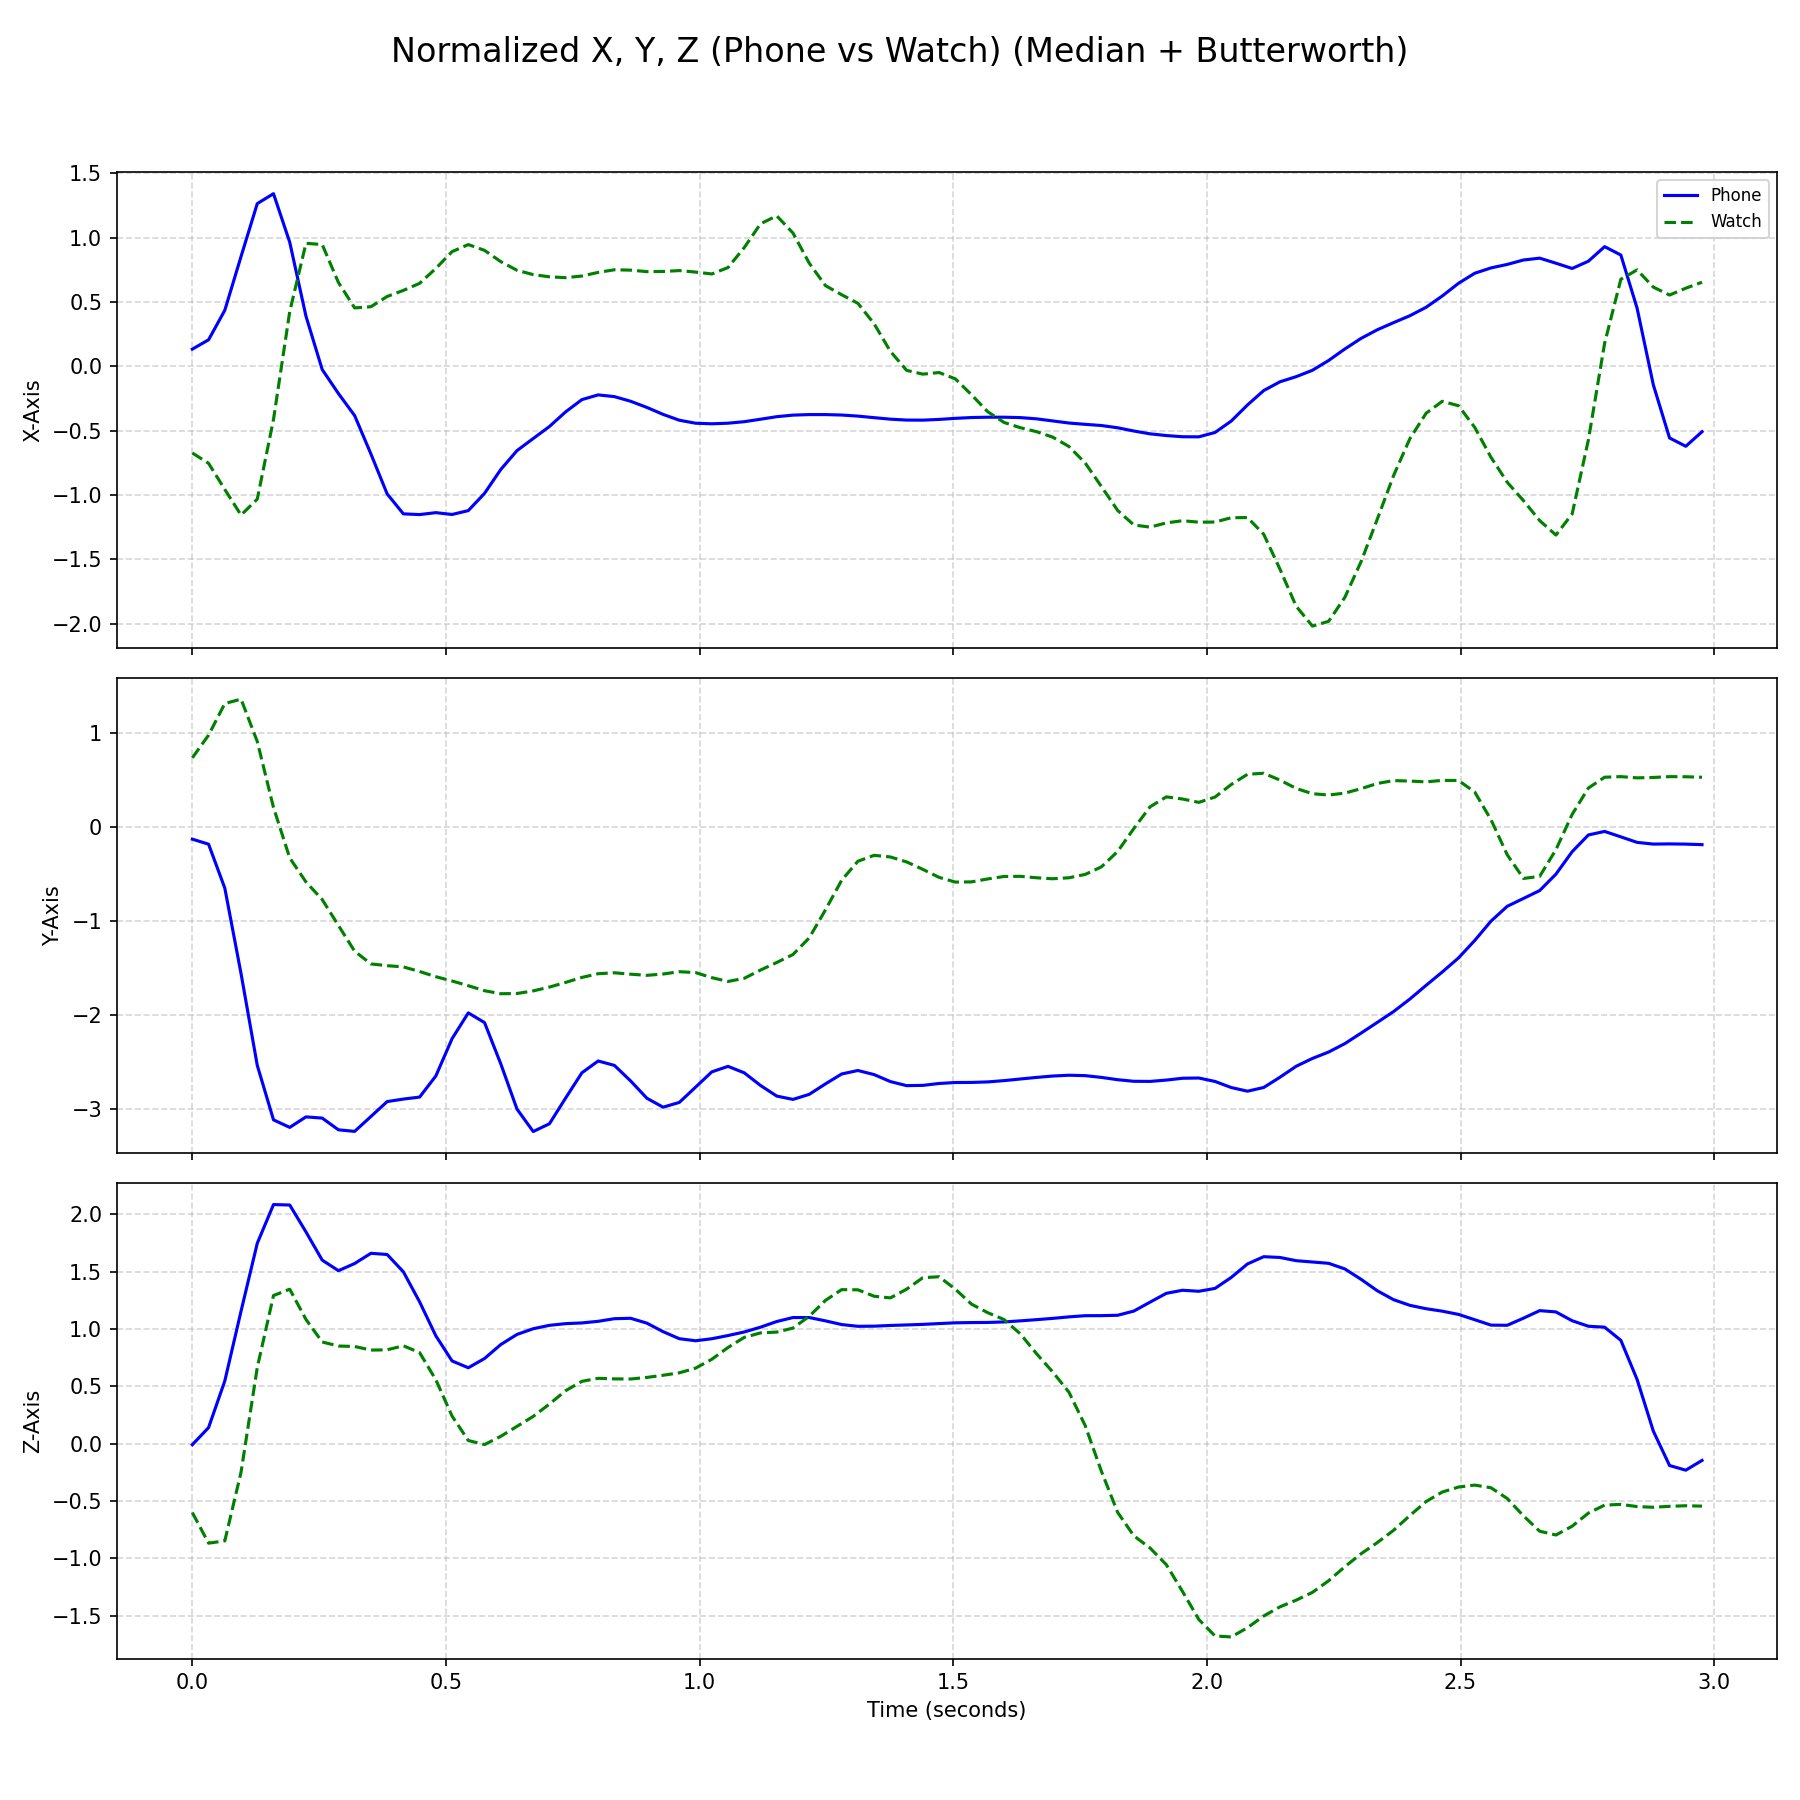 Normalized X, Y, Z (Phone vs Watch) (Median + Butterworth)
Phone
Watch
X-Axis
1.5
1.0
0.5
0.0
−0.5
−1.0
−1.5
−2.0
Y-Axis
1
0
−1
−2
−3
Z-Axis
2.0
1.5
1.0
0.5
0.0
−0.5
−1.0
−1.5
0.0 0.5 1.0 1.5 2.0 2.5 3.0
Time (seconds)